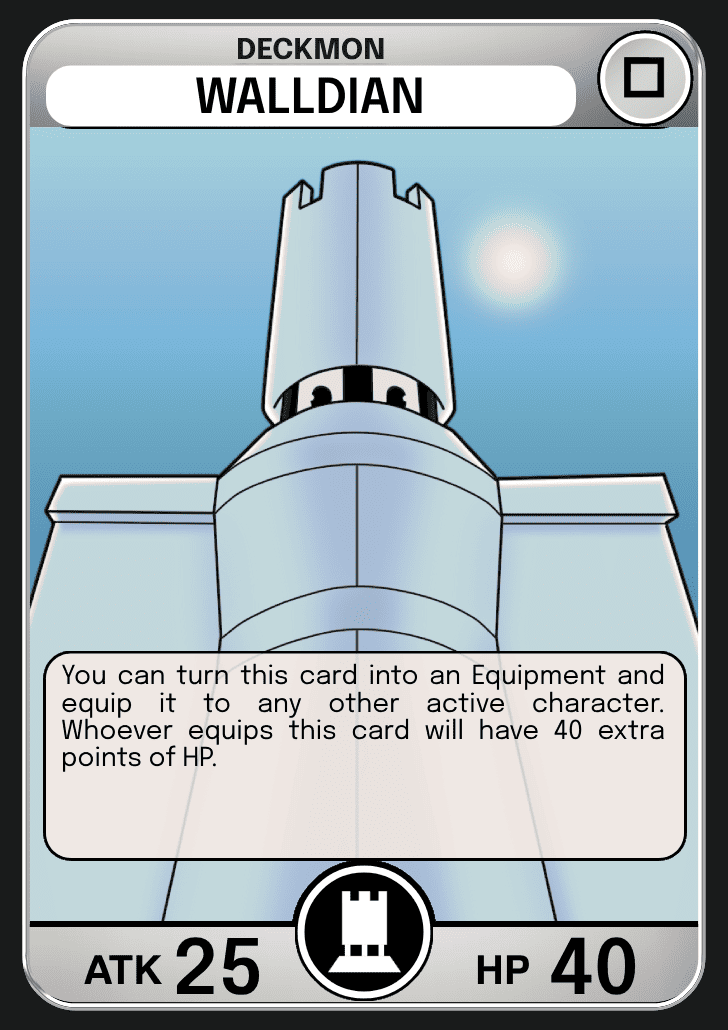 DECKMON
WALLDIAN
You can turn this card into an Equipment and
equip it to any other active character.
Whoever equips this card will have 40 extra
points of HP.
ATK 25
HP 40